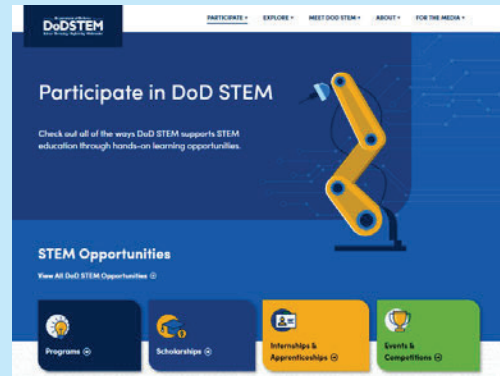 DoDSTEM
PARTICIPATE
EXPLORE
MEET DOD STEM
ABOUT
FOR THE MEDIA
Participate in DoD STEM
Check out all of the ways DoD STEM supports STEM
education through hands-on learning opportunities.
STEM Opportunities
View All DoD STEM Opportunities
Programs
Scholarships
Internships &
Apprenticeships
Events &
Competitions